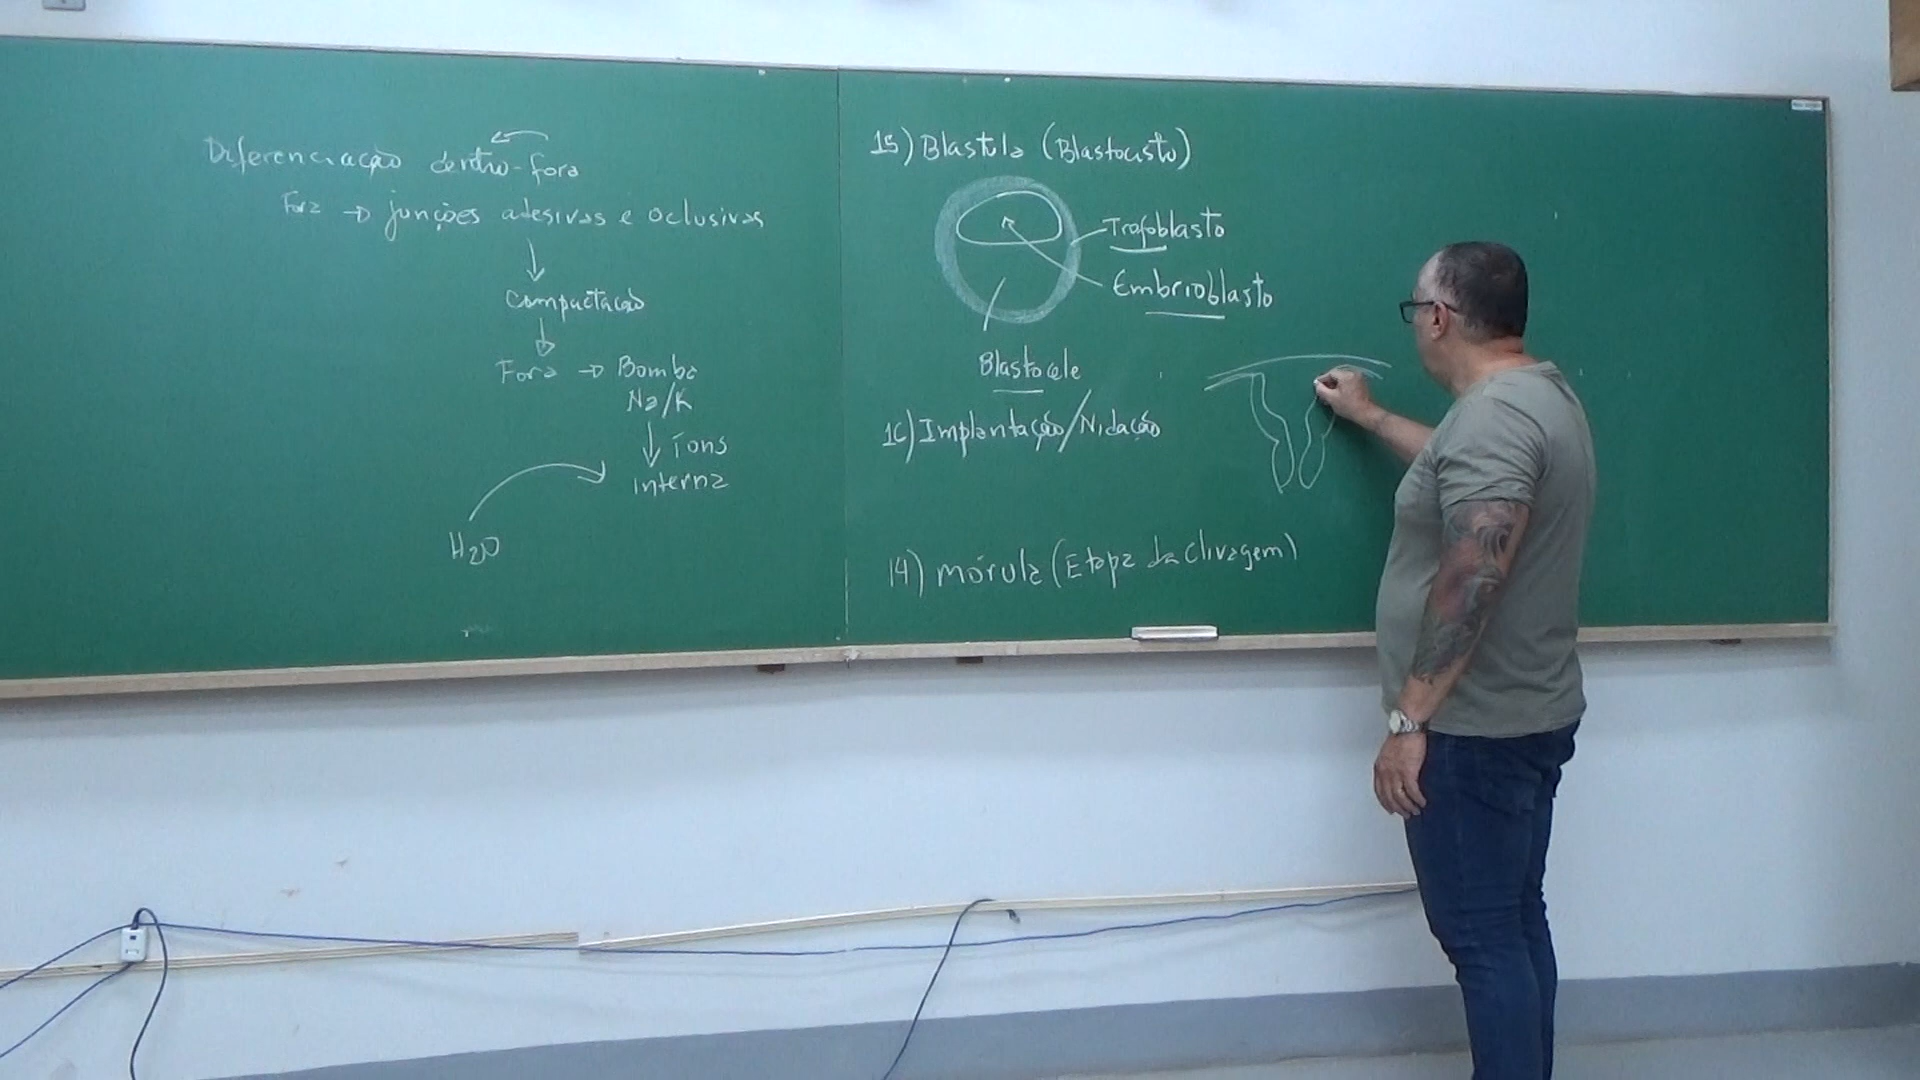 Diferenciação dentro-fora
Fora → junções adesivas e oclusivas
Compactação
Fora → Bomba
Na/K
íons
interna
H2O
15) Blastula (Blastocisto)
Trofoblasto
Embrioblasto
Blastocele
16) Implantação/Nidação
14) mórula (Etapa da clivagem)